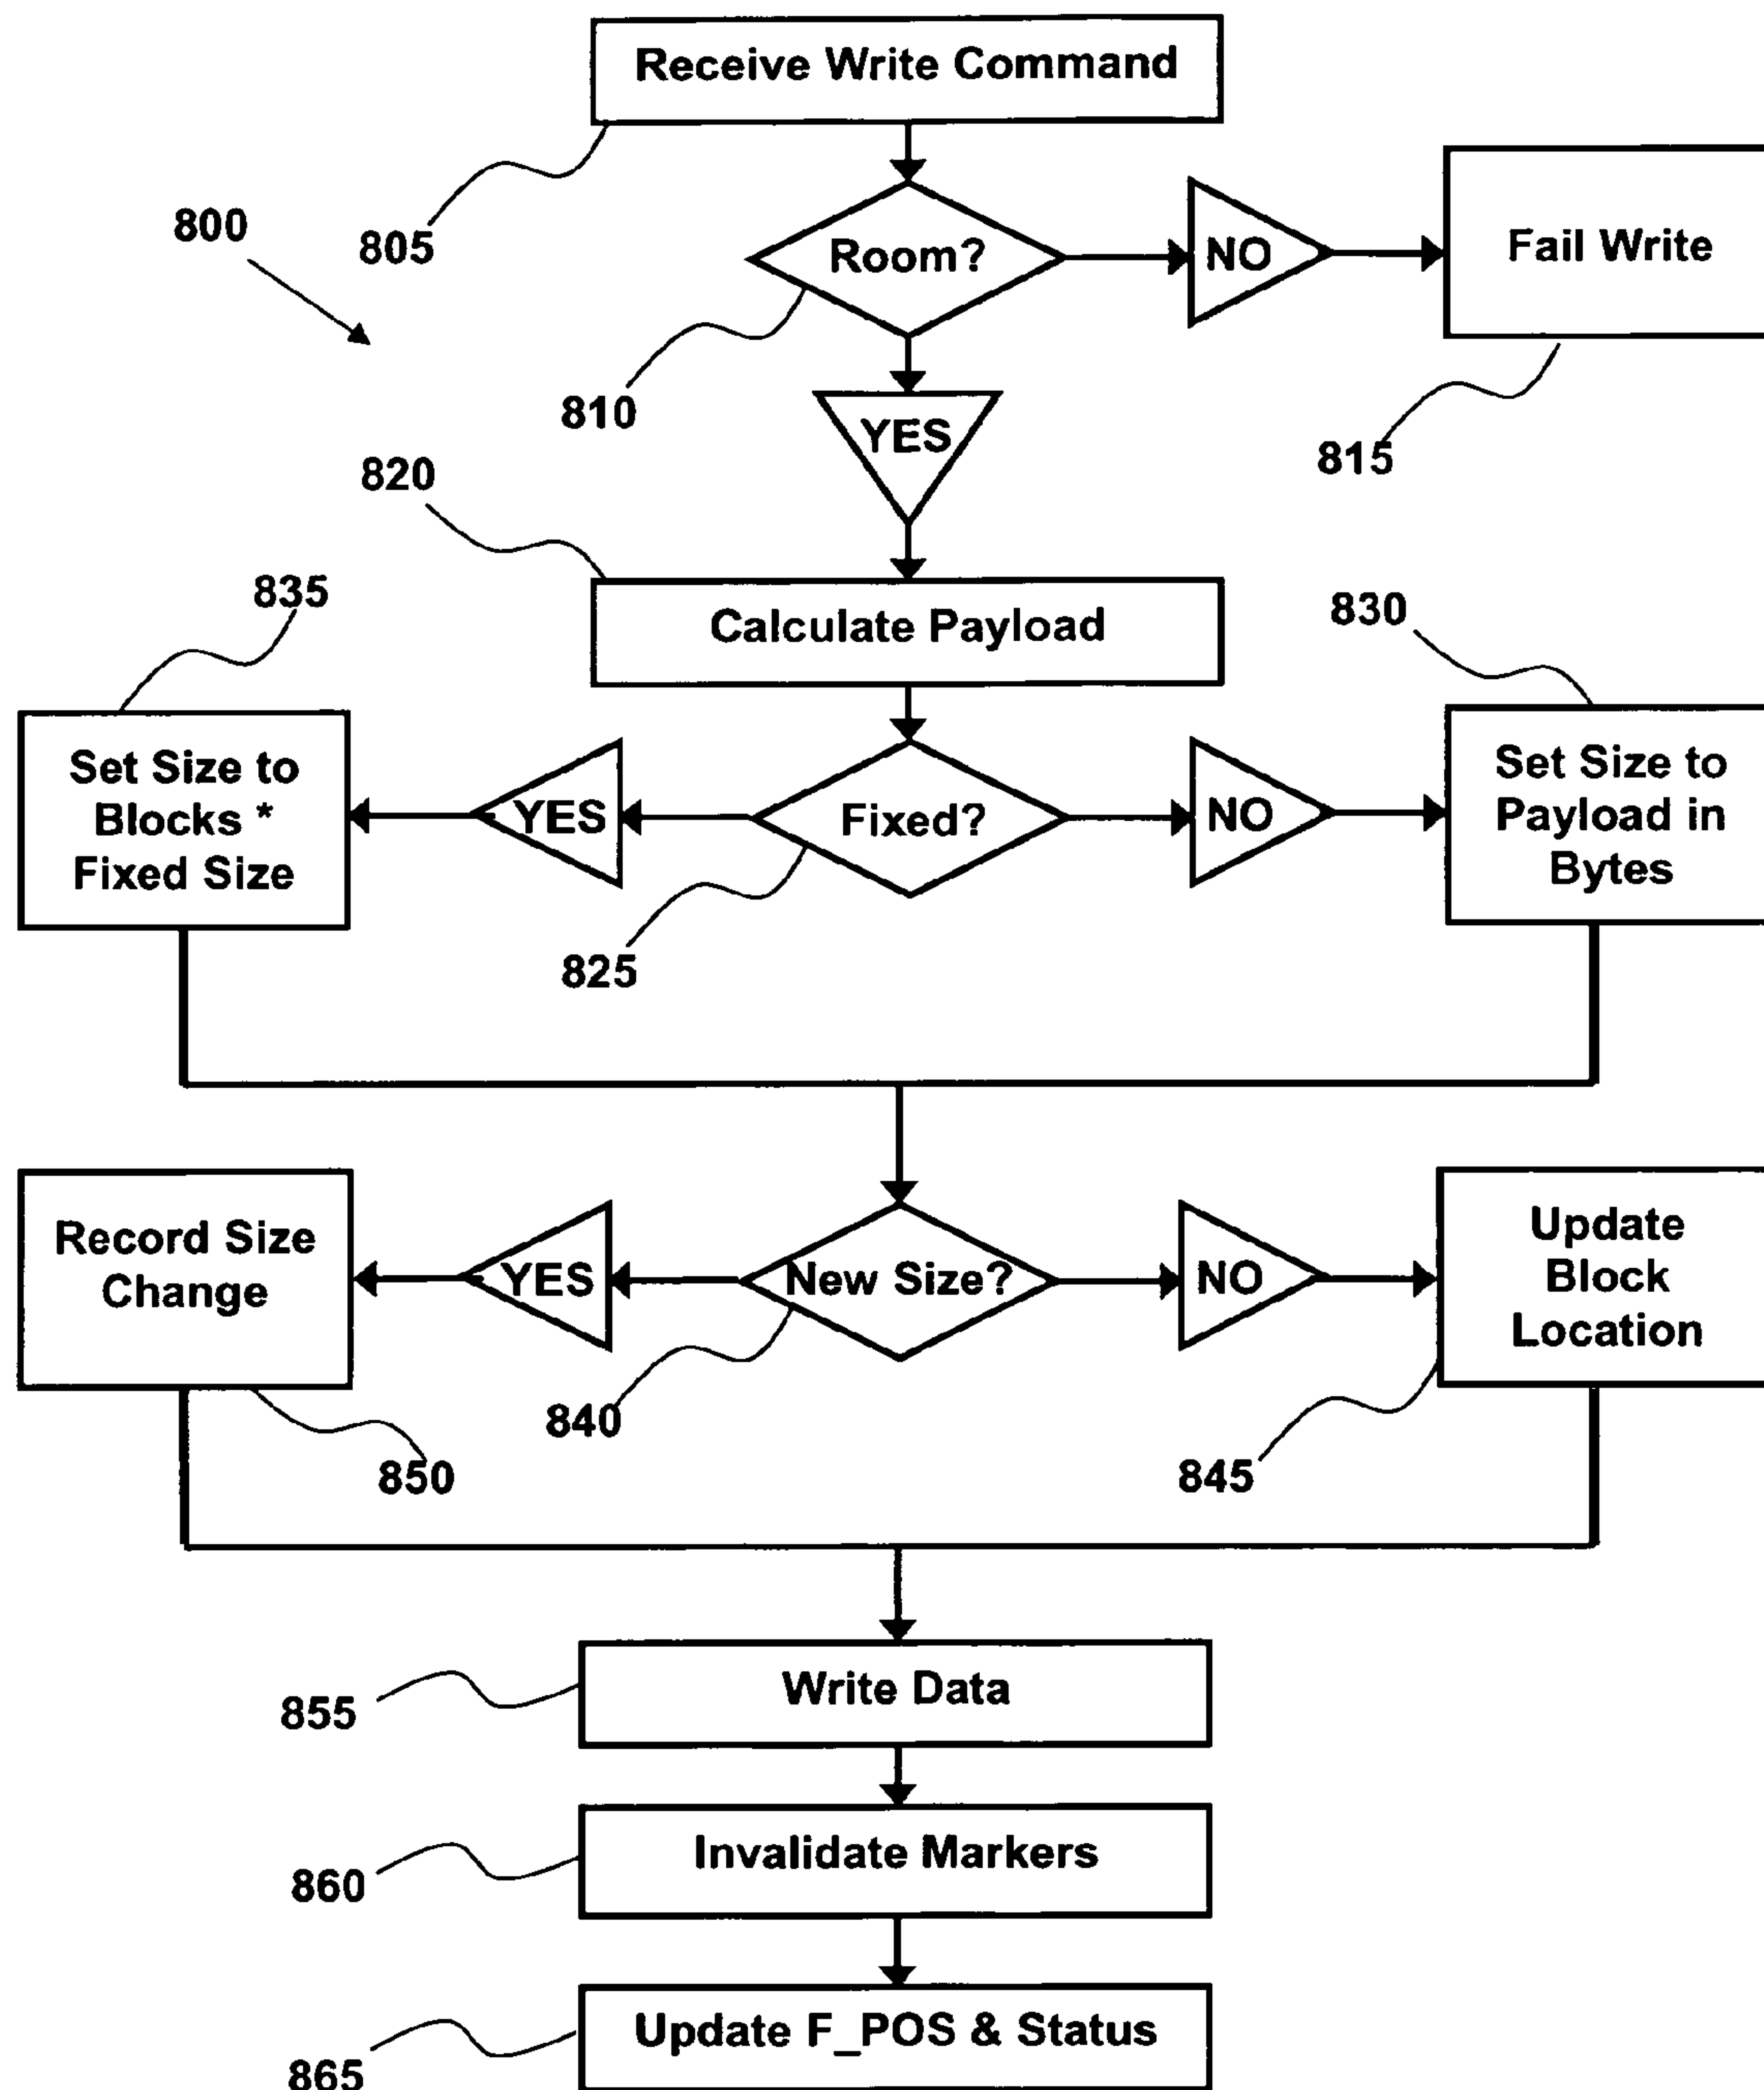 Receive Write Command
800
805
Room?
NO
Fail Write
810
815
YES
820
Calculate Payload
835
830
Set Size to
Blocks *
Fixed Size
YES
Fixed?
NO
Set Size to
Payload in
Bytes
825
Record Size
Change
YES
New Size?
NO
Update
Block
Location
850
840
845
Write Data
855
Invalidate Markers
860
Update F_POS & Status
865